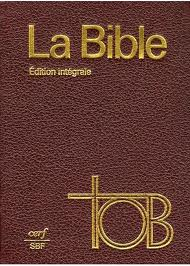 La Bible
Édition intégrale
TOB
cerf
SBF